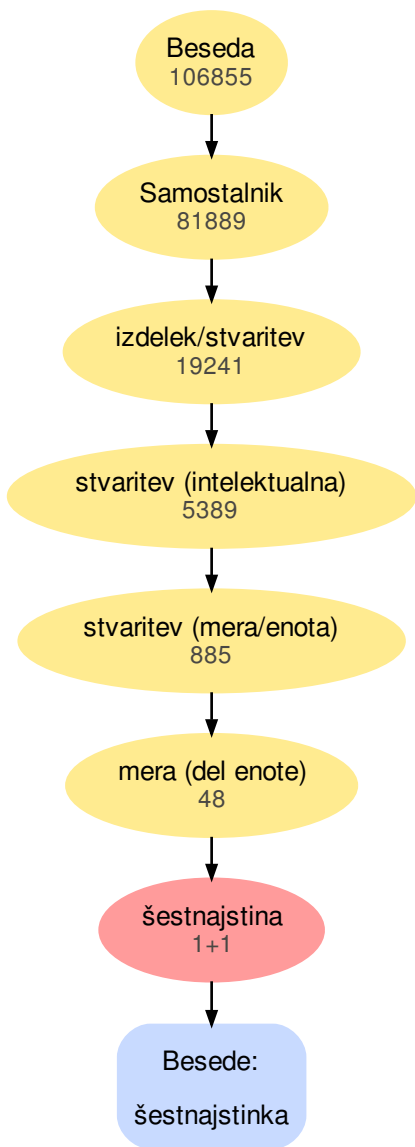 Beseda
106855
Samostalnik
81889
izdelek/stvaritev
19241
stvaritev (intelektualna)
5389
stvaritev (mera/enota)
885
mera (del enote)
48
šestnajstina
1+1
Besede:
šestnajstinka